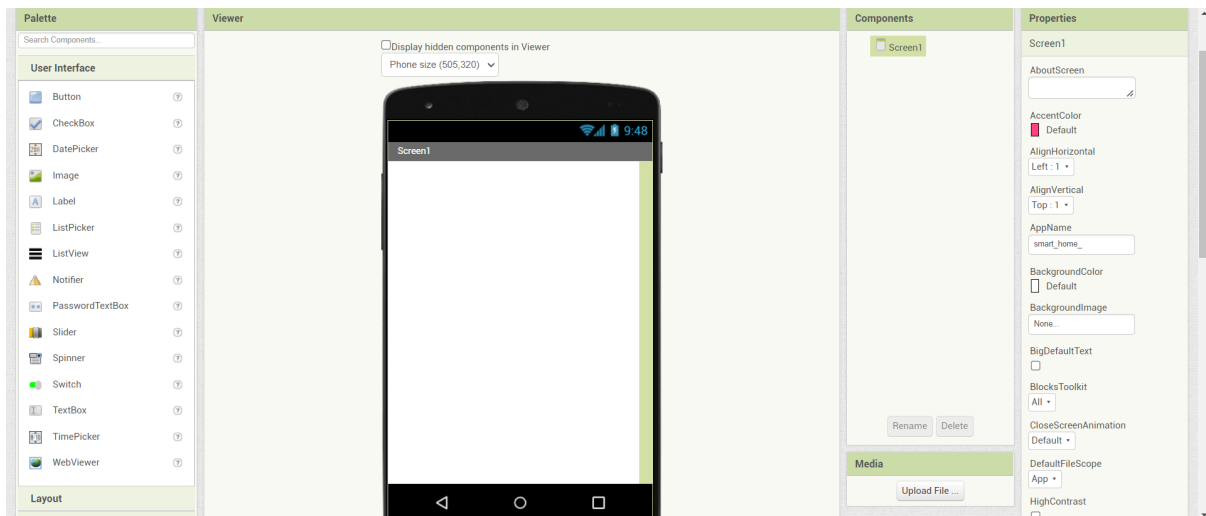 Palette
Search Components...
User Interface
Button
CheckBox
DatePicker
Image
Label
ListPicker
ListView
Notifier
PasswordTextBox
Slider
Spinner
Switch
TextBox
TimePicker
WebViewer
Layout
Viewer
Display hidden components in Viewer
Phone size (505,320)
9:48
Screen1
Components
Screen1
Rename Delete
Media
Upload File ...
Properties
Screen1
AboutScreen
AccentColor
Default
AlignHorizontal
Left : 1
AlignVertical
Top : 1
AppName
smart_home_
BackgroundColor
Default
BackgroundImage
None...
BigDefaultText
BlocksToolkit
All
CloseScreenAnimation
Default
DefaultFileScope
App
HighContrast